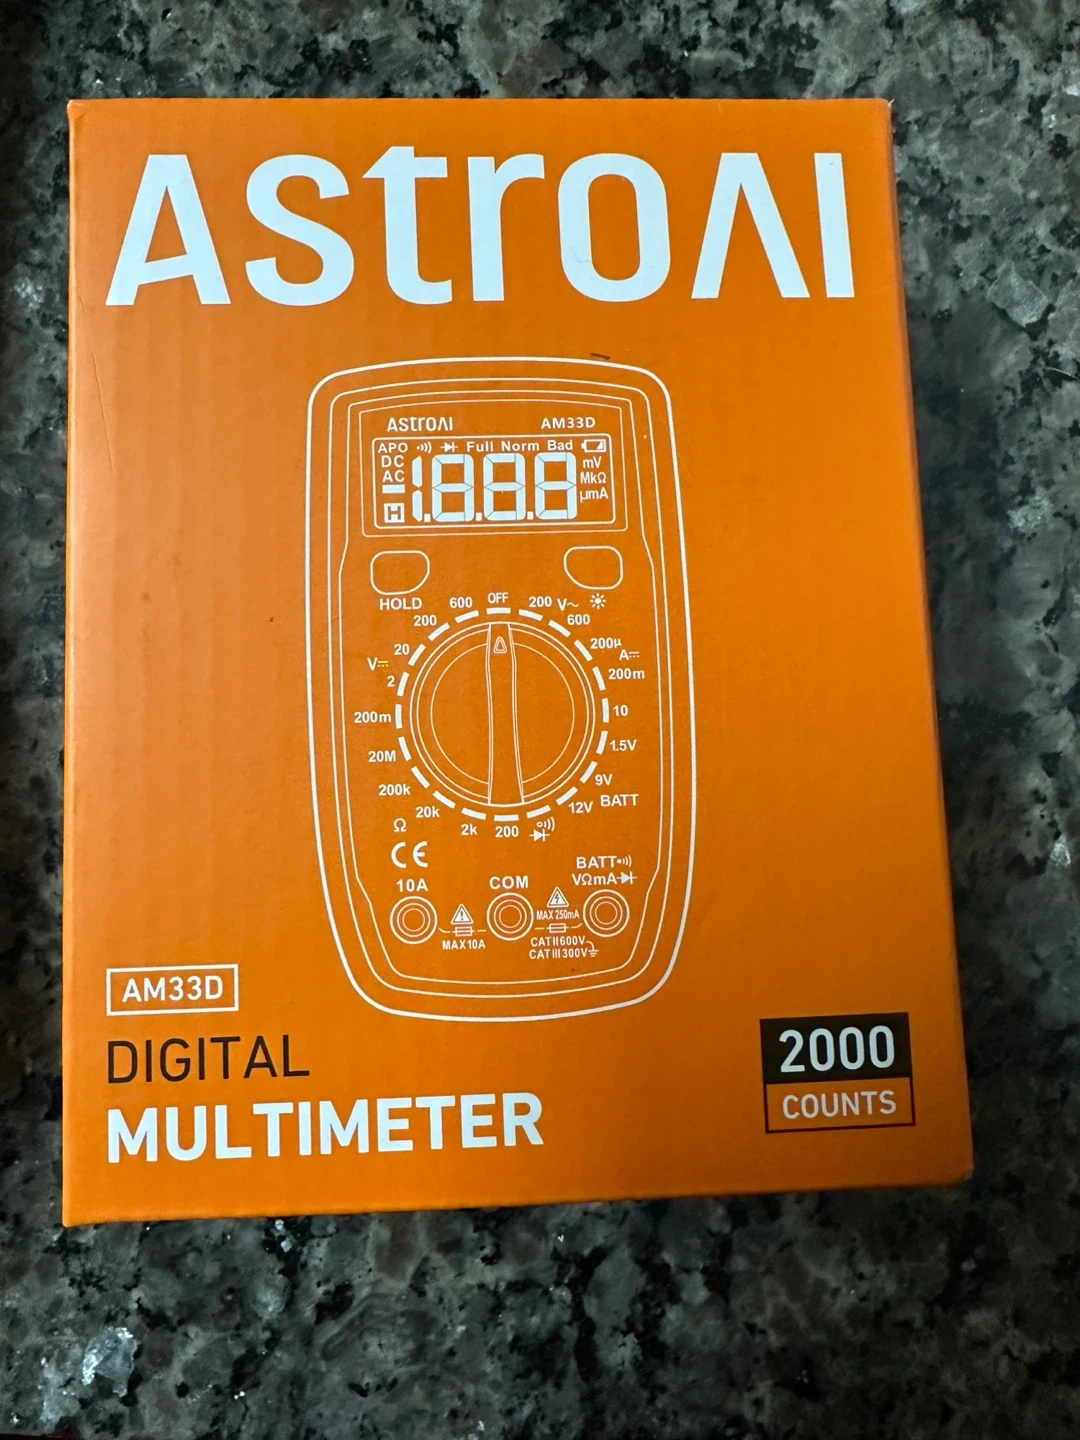 AstroAI
AstroAI AM33D
APO Full Norm Bad
DC mV
AC MkΩ
µmA
-1.8.8.8
H
HOLD
600 OFF 200 V~
200 600
20 200µ
V⎓ A⎓
2 200m
200m 10
20M 1.5V
200k 9V
20k 12V BATT
Ω 2k 200
CE
BATT
10A COM VΩmA
MAX 250mA
MAX10A CATII600V
CATIII300V
AM33D
DIGITAL
MULTIMETER
2000
COUNTS